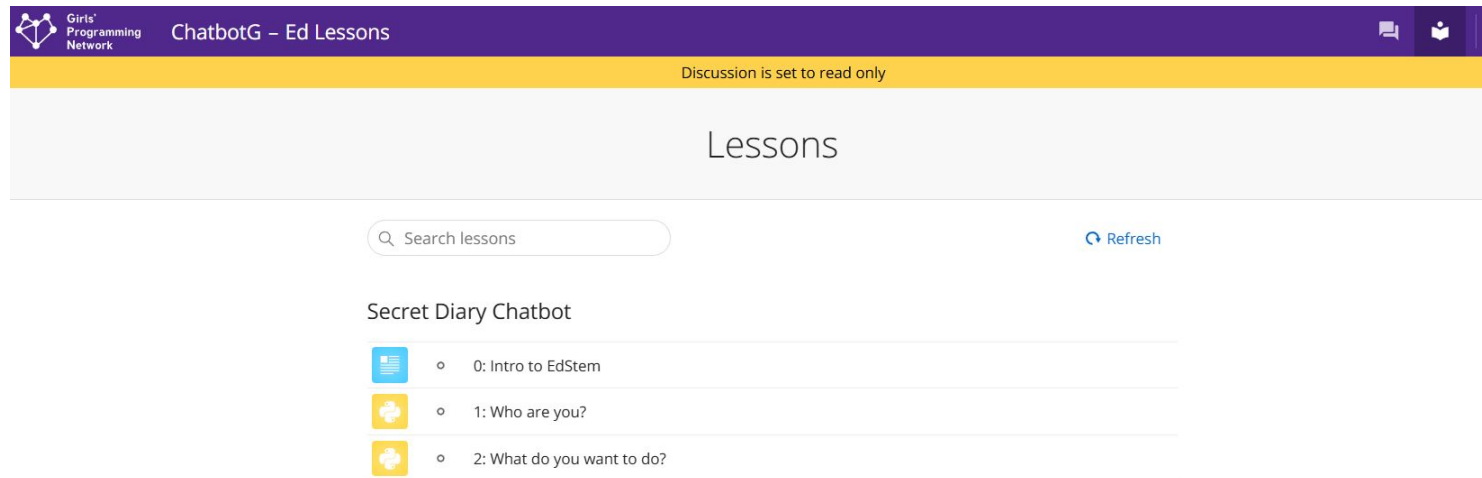 Girls'
Programming
Network
ChatbotG – Ed Lessons
Discussion is set to read only
Lessons
Search lessons
Refresh
Secret Diary Chatbot
0: Intro to EdStem
1: Who are you?
2: What do you want to do?